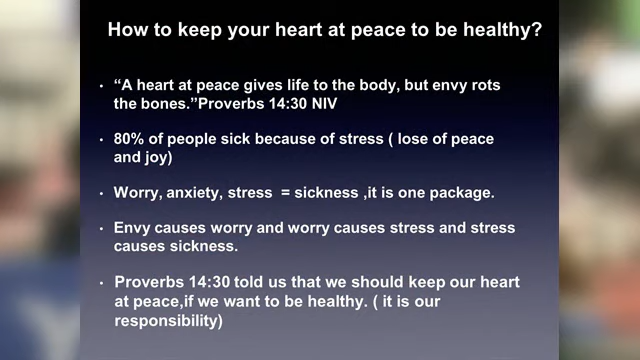 How to keep your heart at peace to be healthy?
• “A heart at peace gives life to the body, but envy rots
the bones.”Proverbs 14:30 NIV
• 80% of people sick because of stress ( lose of peace
and joy)
• Worry, anxiety, stress = sickness ,it is one package.
• Envy causes worry and worry causes stress and stress
causes sickness.
• Proverbs 14:30 told us that we should keep our heart
at peace,if we want to be healthy. ( it is our
responsibility)